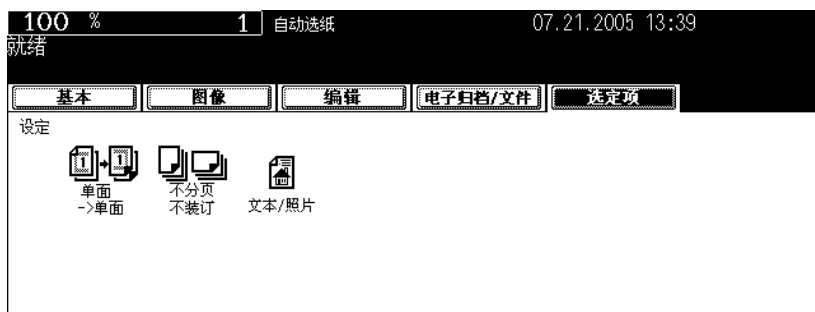 100 % 1 自动选纸 07.21.2005 13:39
就绪
基本 图像 编辑 电子归档/文件 选定项
设定
1 1
单面 不分页 文本/照片
->单面 不装订